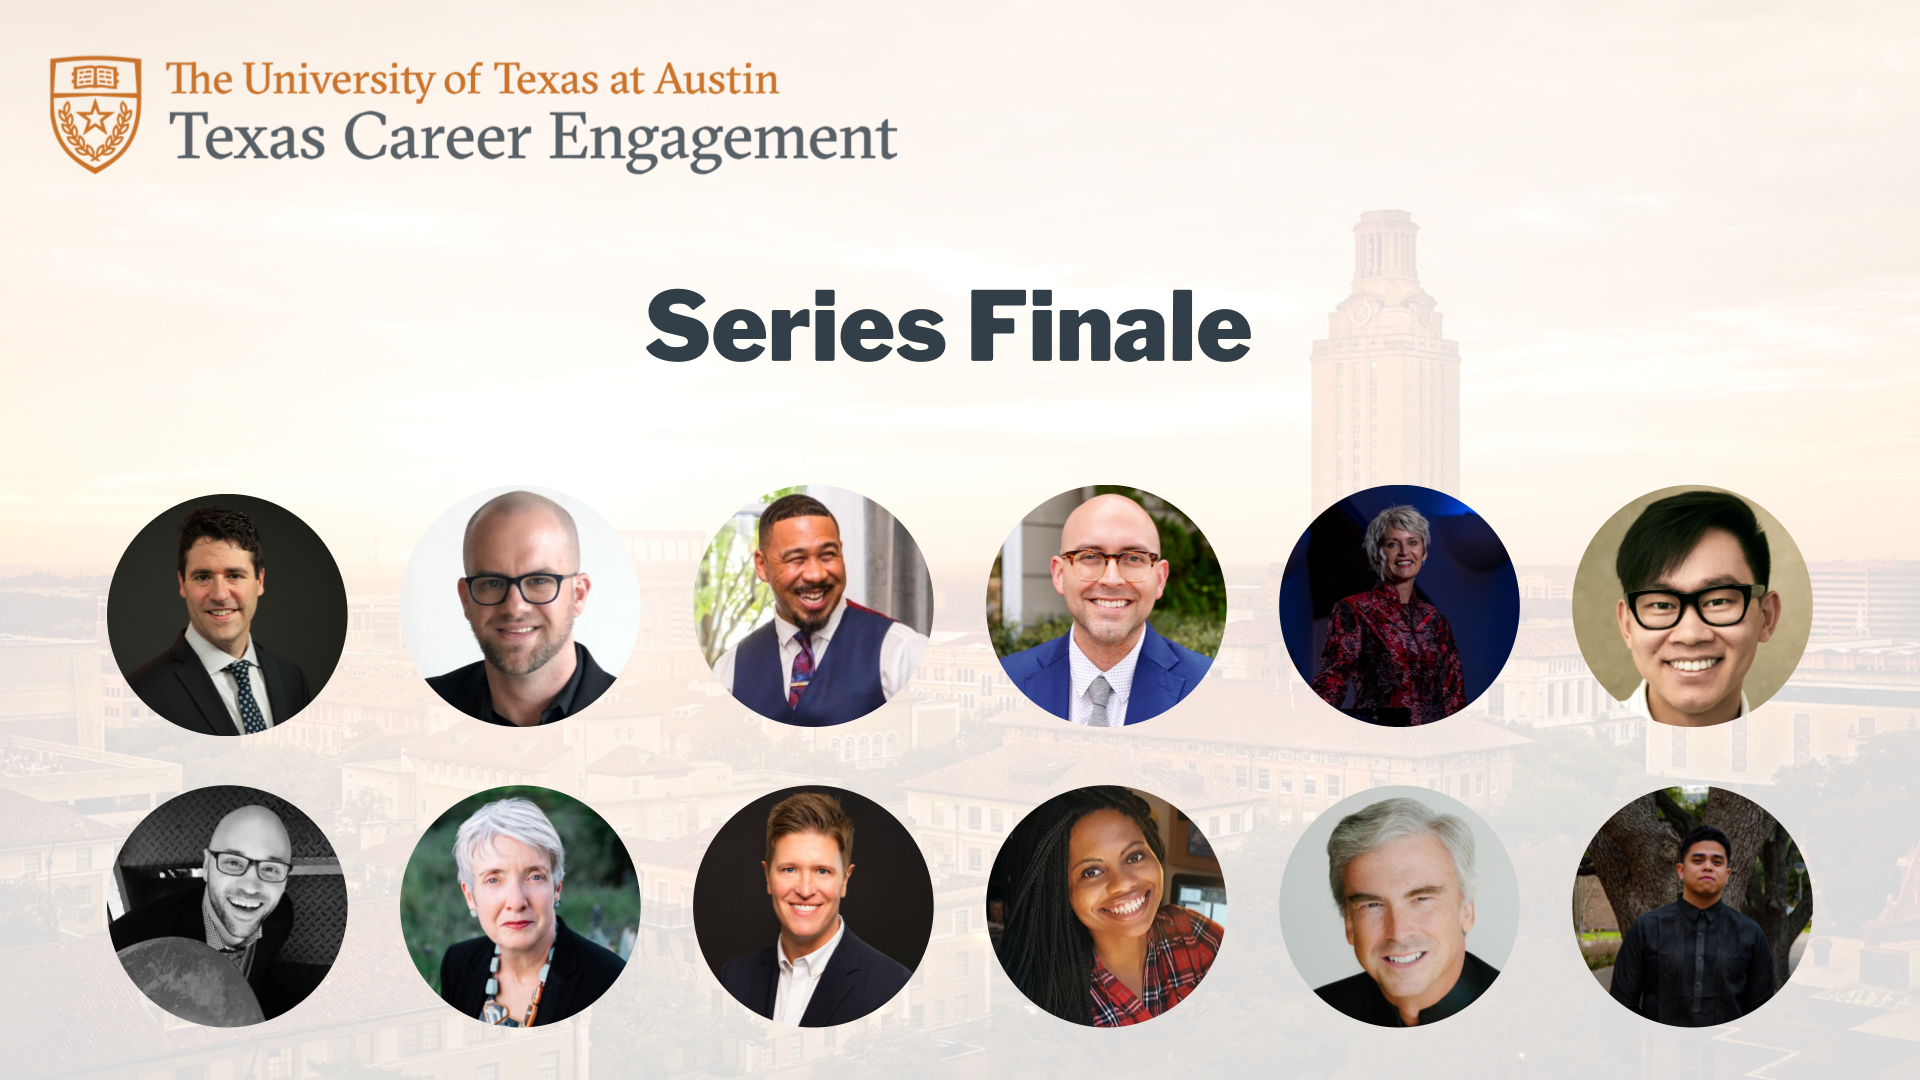 The University of Texas at Austin
Texas Career Engagement
Series Finale